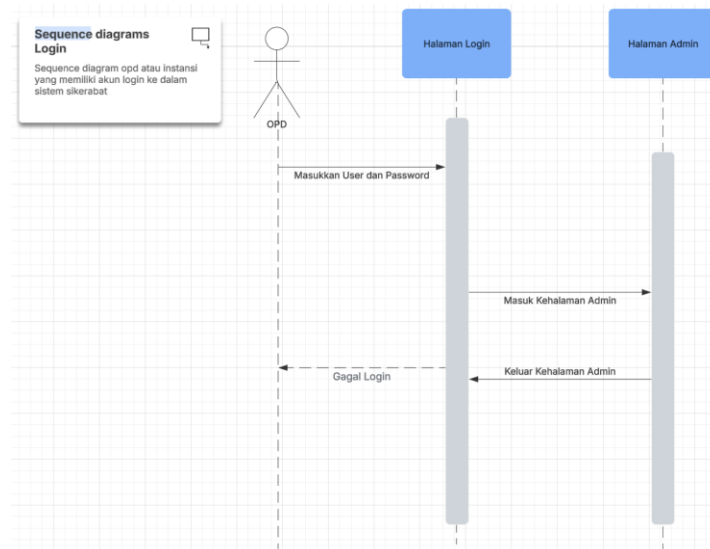 Sequence diagrams
Login
Sequence diagram opd atau instansi
yang memiliki akun login ke dalam
sistem sikerabat
OPD
Halaman Login
Halaman Admin
Masukkan User dan Password
Masuk Kehalaman Admin
Gagal Login
Keluar Kehalaman Admin